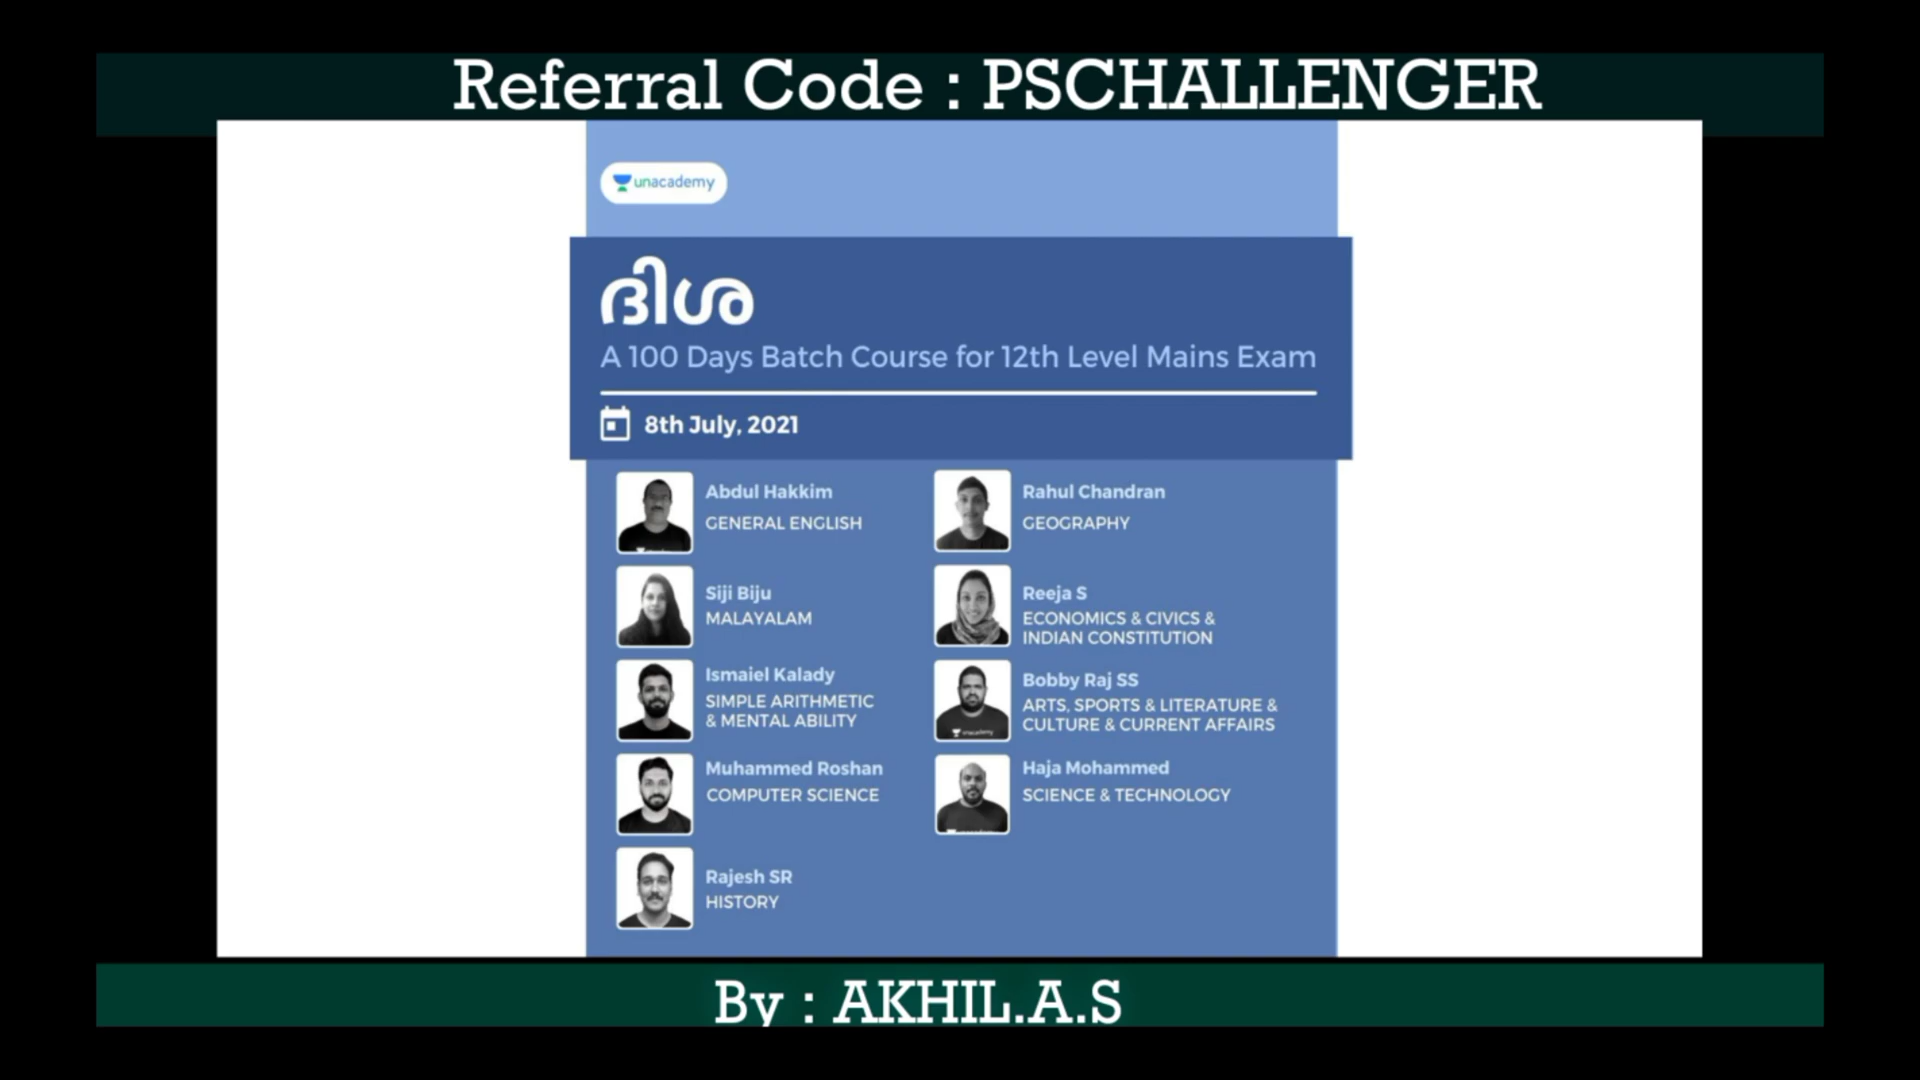 Referral Code : PSCHALLENGER
unacademy
ദിശ
A 100 Days Batch Course for 12th Level Mains Exam
8th July, 2021
Abdul Hakkim
GENERAL ENGLISH
Siji Biju
MALAYALAM
Ismaiel Kalady
SIMPLE ARITHMETIC
& MENTAL ABILITY
Muhammed Roshan
COMPUTER SCIENCE
Rajesh SR
HISTORY
Rahul Chandran
GEOGRAPHY
Reeja S
ECONOMICS & CIVICS &
INDIAN CONSTITUTION
Bobby Raj SS
ARTS, SPORTS & LITERATURE &
CULTURE & CURRENT AFFAIRS
unacademy
Haja Mohammed
SCIENCE & TECHNOLOGY
By : AKHIL.A.S